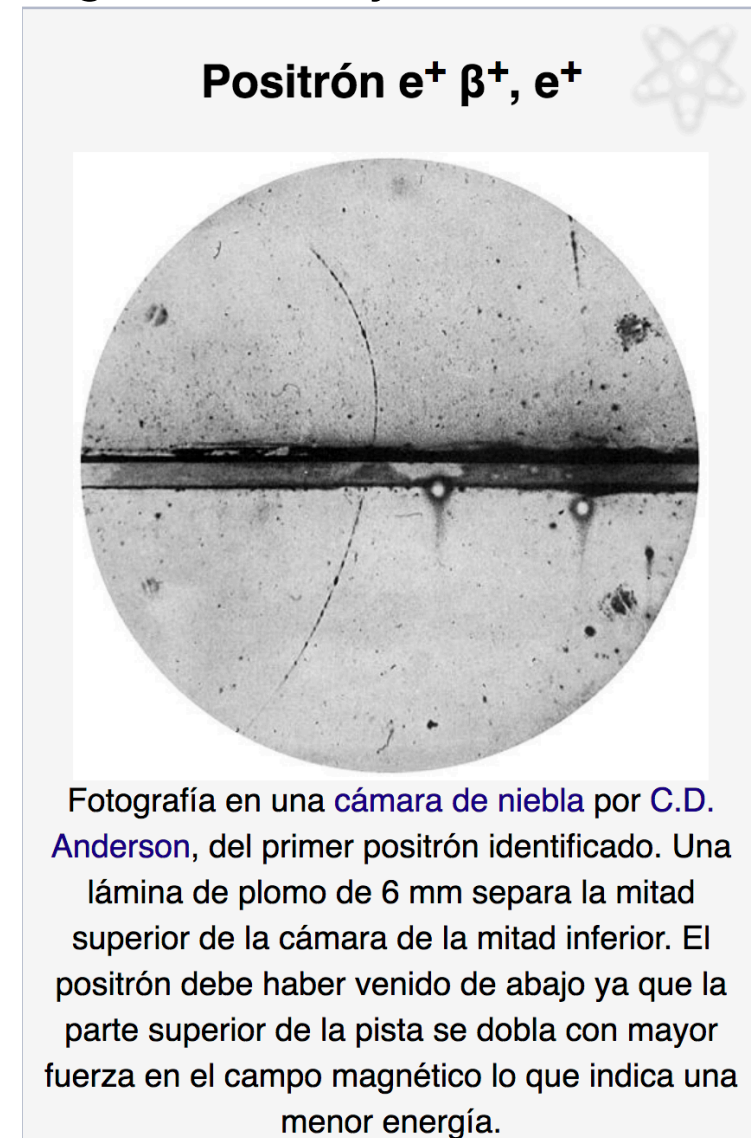 Positrón e⁺ β⁺, e⁺
Fotografía en una cámara de niebla por C.D.
Anderson, del primer positrón identificado. Una
lámina de plomo de 6 mm separa la mitad
superior de la cámara de la mitad inferior. El
positrón debe haber venido de abajo ya que la
parte superior de la pista se dobla con mayor
fuerza en el campo magnético lo que indica una
menor energía.